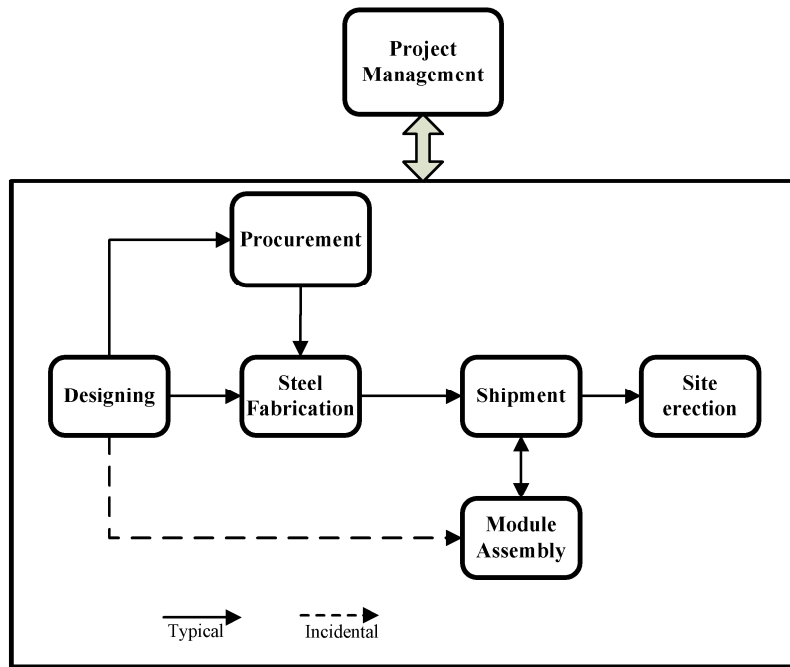 Project
Management
Procurement
Designing
Steel
Fabrication
Shipment
Site
erection
Module
Assembly
Typical
Incidental